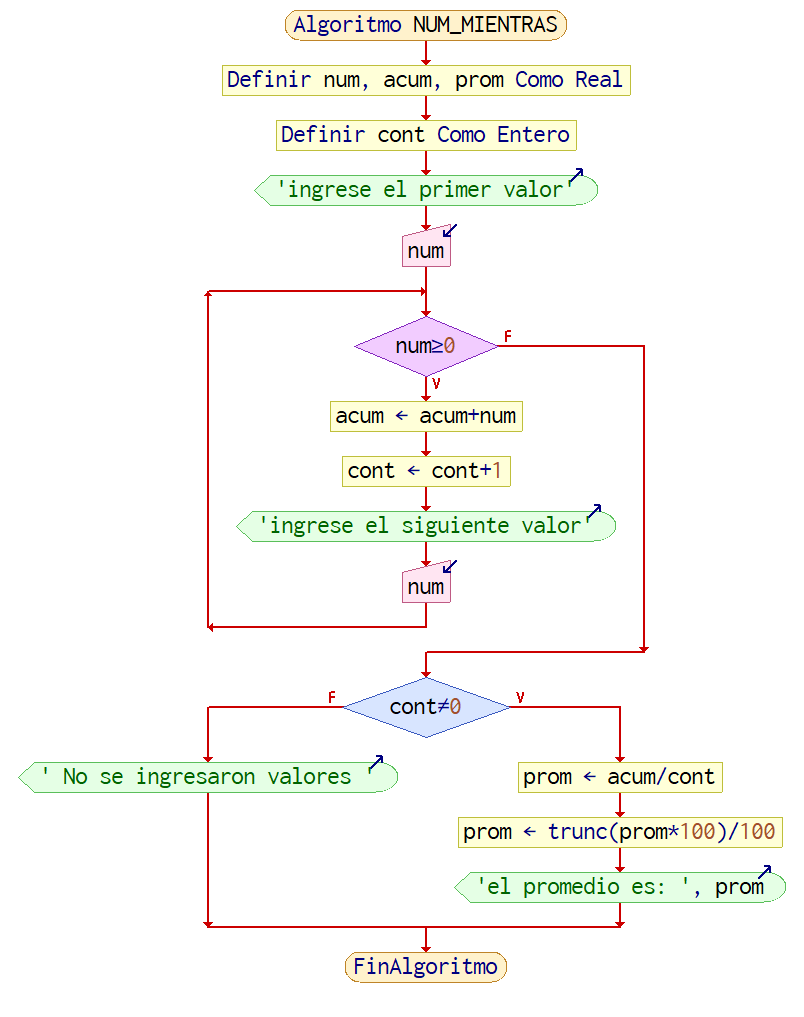 Algoritmo NUM_MIENTRAS
Definir num, acum, prom Como Real
Definir cont Como Entero
'ingrese el primer valor'
num
num≥0
F
V
acum ← acum+num
cont ← cont+1
'ingrese el siguiente valor'
num
cont≠0
F
V
' No se ingresaron valores '
prom ← acum/cont
prom ← trunc(prom*100)/100
'el promedio es: ', prom
FinAlgoritmo